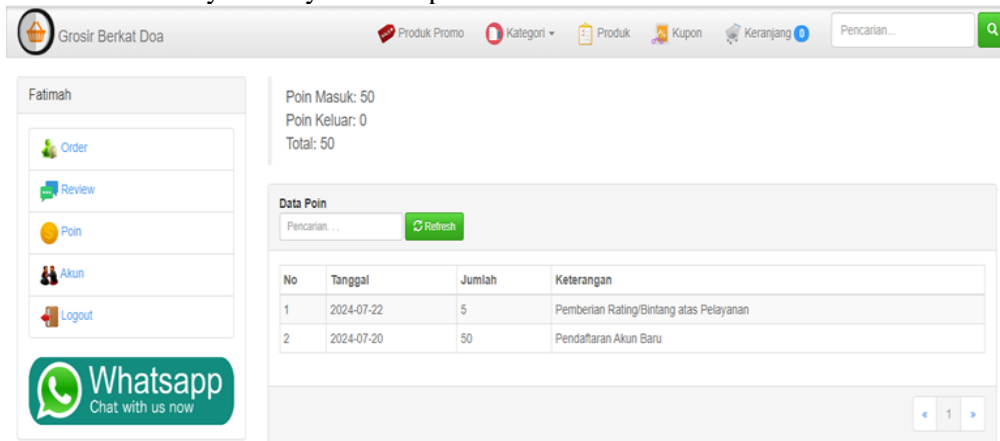 Grosir Berkat Doa
Produk Promo Kategori Produk Kupon Keranjang 0 Pencarian...
Fatimah
Order
Review
Poin
Akun
Logout
Whatsapp
Chat with us now
Poin Masuk: 50
Poin Keluar: 0
Total: 50
Data Poin
Pencarian. . . Refresh
No Tanggal Jumlah Keterangan
1 2024-07-22 5 Pemberian Rating/Bintang atas Pelayanan
2 2024-07-20 50 Pendaftaran Akun Baru
« 1 »